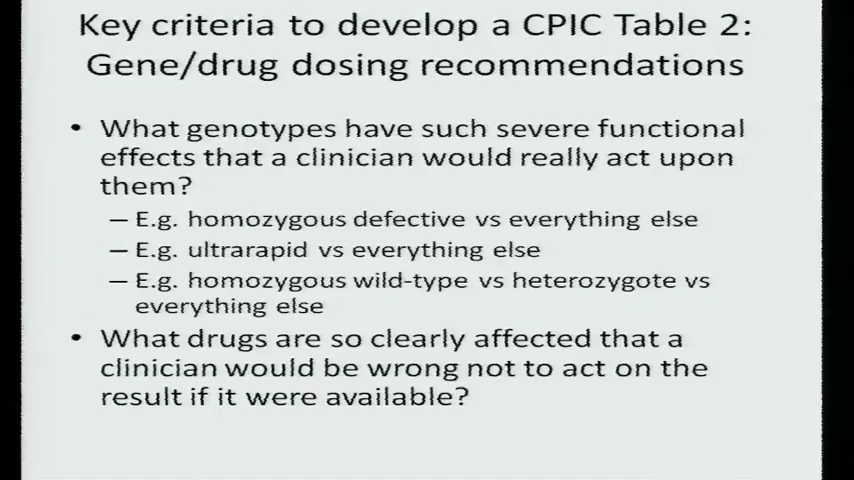 Key criteria to develop a CPIC Table 2:
Gene/drug dosing recommendations
• What genotypes have such severe functional
effects that a clinician would really act upon
them?
– E.g. homozygous defective vs everything else
– E.g. ultrarapid vs everything else
– E.g. homozygous wild-type vs heterozygote vs
everything else
• What drugs are so clearly affected that a
clinician would be wrong not to act on the
result if it were available?